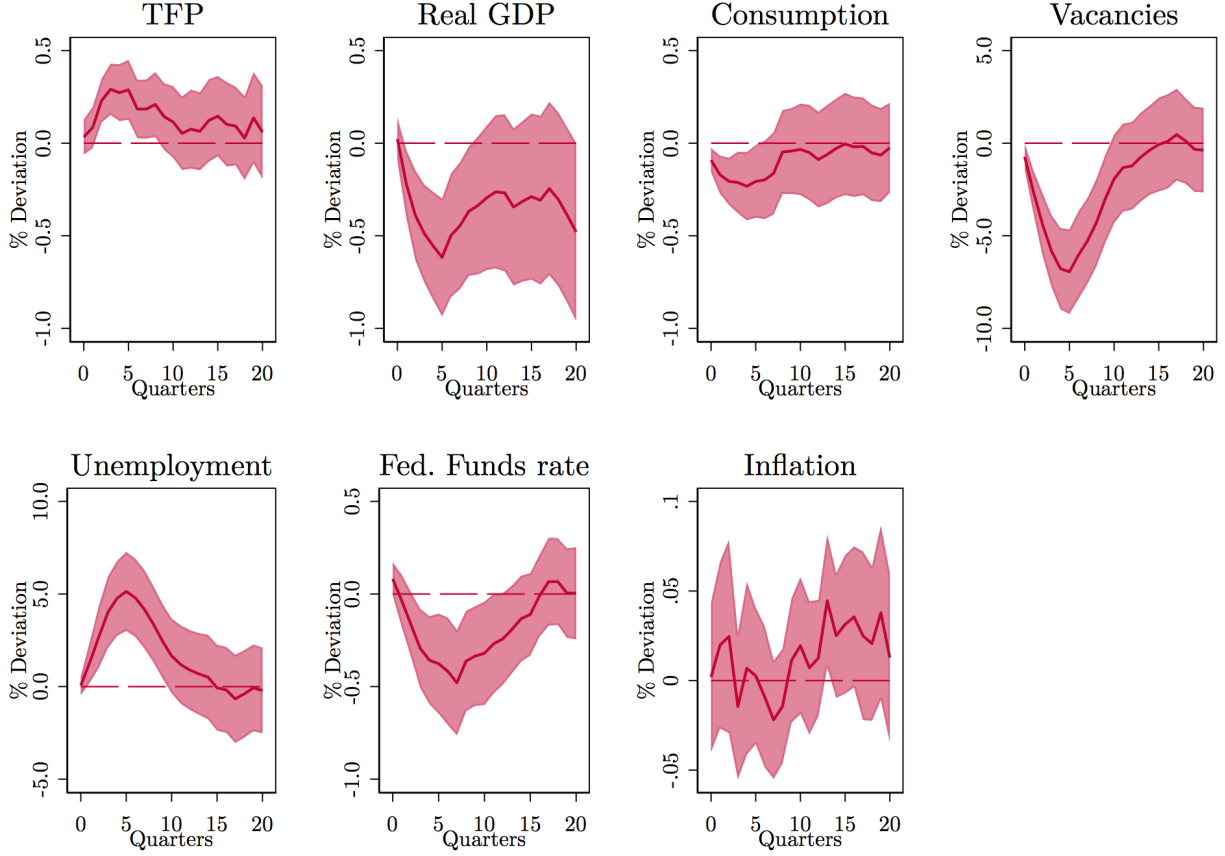 TFP
Real GDP
Consumption
Vacancies
% Deviation
0.5
0.0
-0.5
-1.0
0 5 10 15 20
Quarters
% Deviation
0.5
0.0
-0.5
-1.0
0 5 10 15 20
Quarters
% Deviation
0.5
0.0
-0.5
-1.0
0 5 10 15 20
Quarters
% Deviation
5.0
0.0
-5.0
-10.0
0 5 10 15 20
Quarters
Unemployment
Fed. Funds rate
Inflation
% Deviation
10.0
5.0
0.0
-5.0
0 5 10 15 20
Quarters
% Deviation
0.5
0.0
-0.5
-1.0
0 5 10 15 20
Quarters
% Deviation
.1
.05
0
-.05
0 5 10 15 20
Quarters